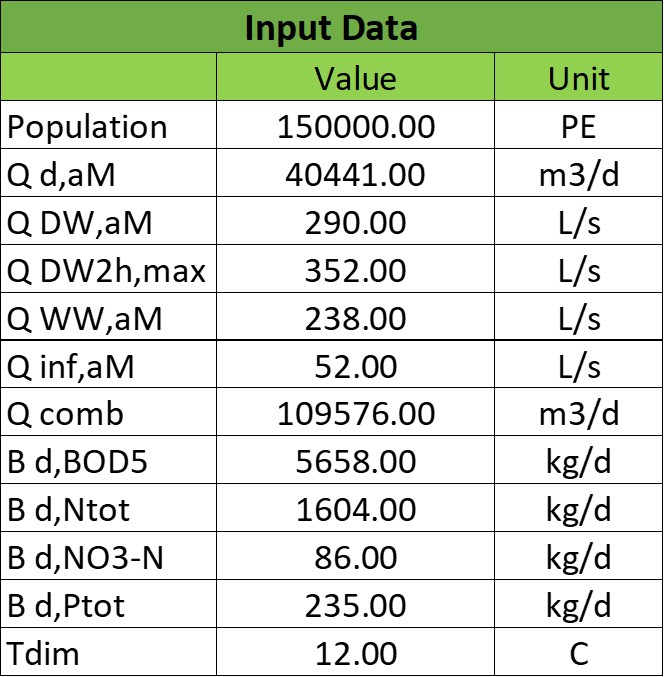 Input Data
Value Unit
Population 150000.00 PE
Q d,aM 40441.00 m3/d
Q DW,aM 290.00 L/s
Q DW2h,max 352.00 L/s
Q WW,aM 238.00 L/s
Q inf,aM 52.00 L/s
Q comb 109576.00 m3/d
B d,BOD5 5658.00 kg/d
B d,Ntot 1604.00 kg/d
B d,NO3-N 86.00 kg/d
B d,Ptot 235.00 kg/d
Tdim 12.00 C